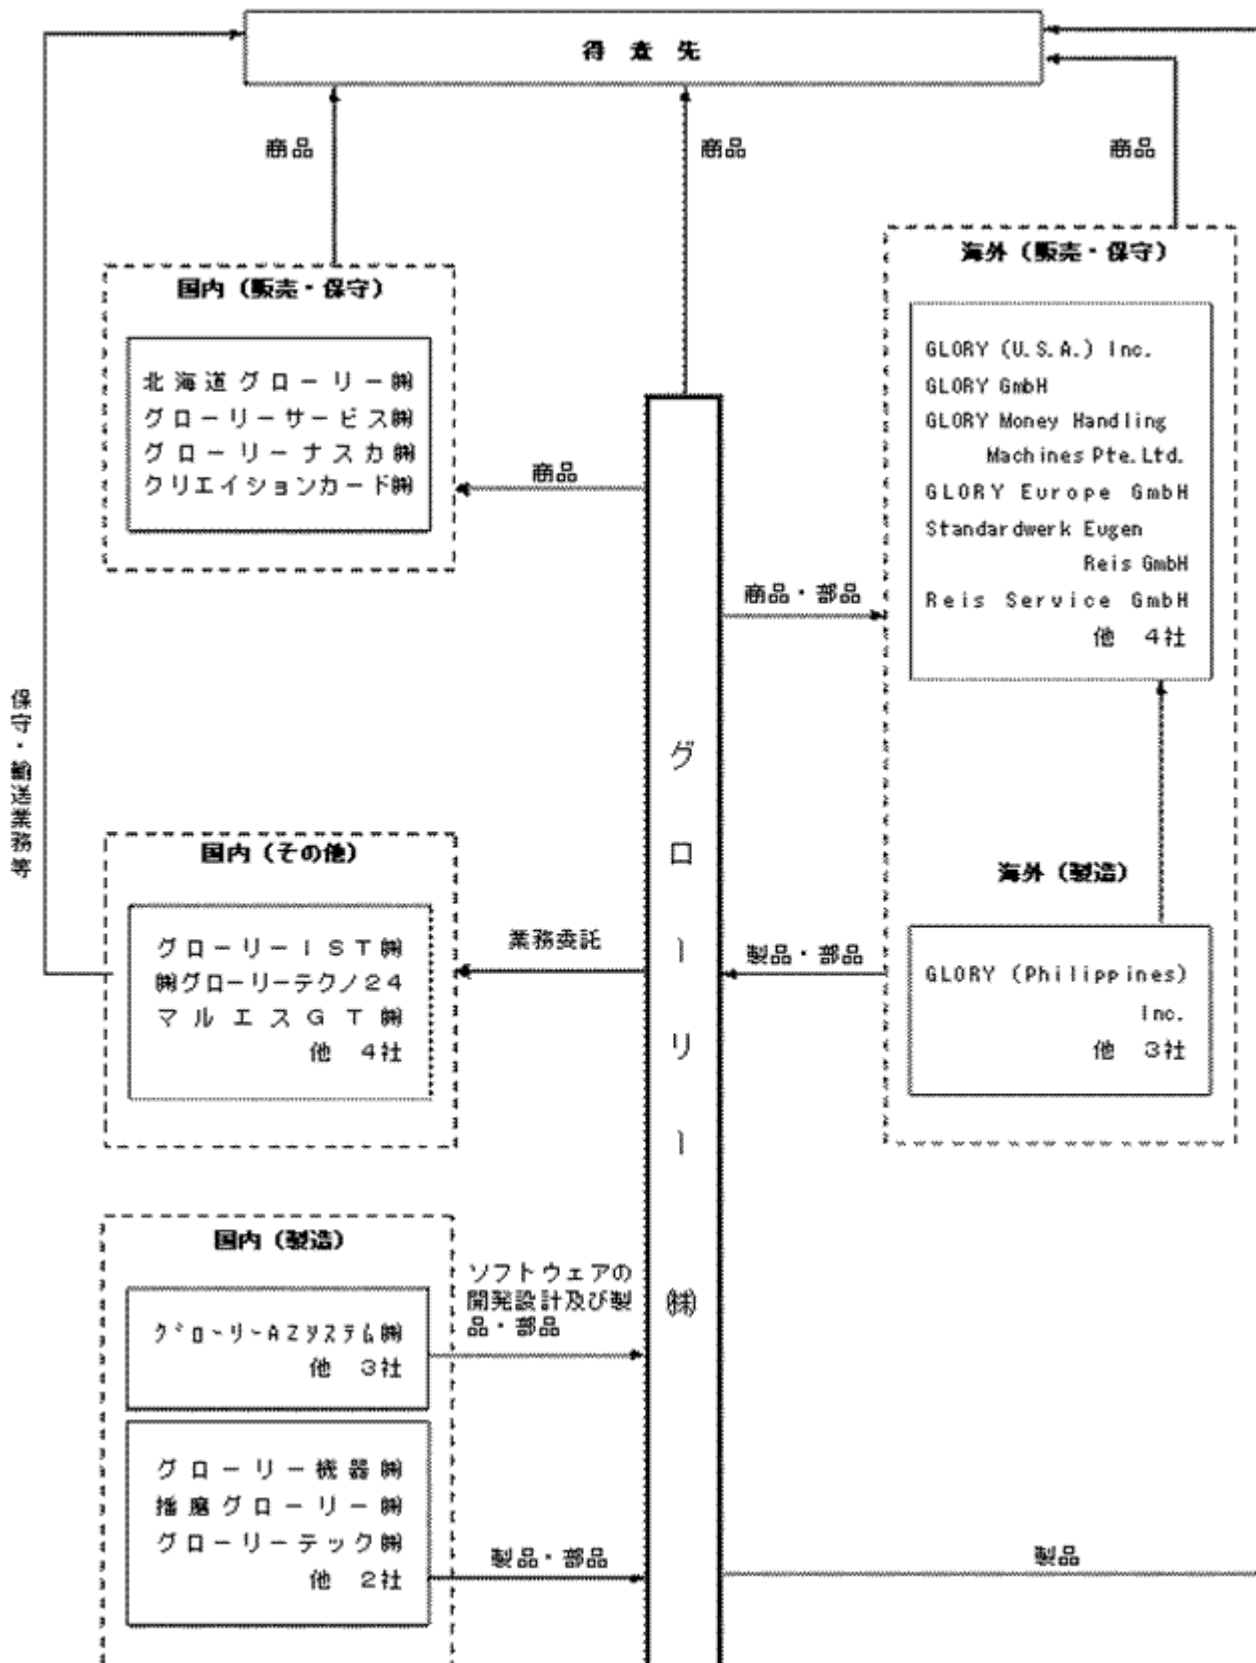 得意先
商品
商品
商品
国内（販売・保守）
北海道グローリー㈱
グローリーサービス㈱
グローリーナスカ㈱
クリエイションカード㈱
商品
海外（販売・保守）
GLORY (U.S.A.) Inc.
GLORY GmbH
GLORY Money Handling
Machines Pte.Ltd.
GLORY Europe GmbH
Standardwerk Eugen
Reis GmbH
Reis Service GmbH
他　4社
商品・部品
グローリー㈱
保守・輸送業務等
国内（その他）
グローリーＩＳＴ㈱
㈱グローリーテクノ２４
マルエスＧＴ㈱
他　4社
業務委託
海外（製造）
GLORY (Philippines)
Inc.
他　3社
製品・部品
国内（製造）
ｸﾞﾛｰﾘｰAZｼｽﾃﾑ㈱
他　3社
ソフトウェアの
開発設計及び製
品・部品
グローリー機器㈱
播磨グローリー㈱
グローリーテック㈱
他　2社
製品・部品
製品